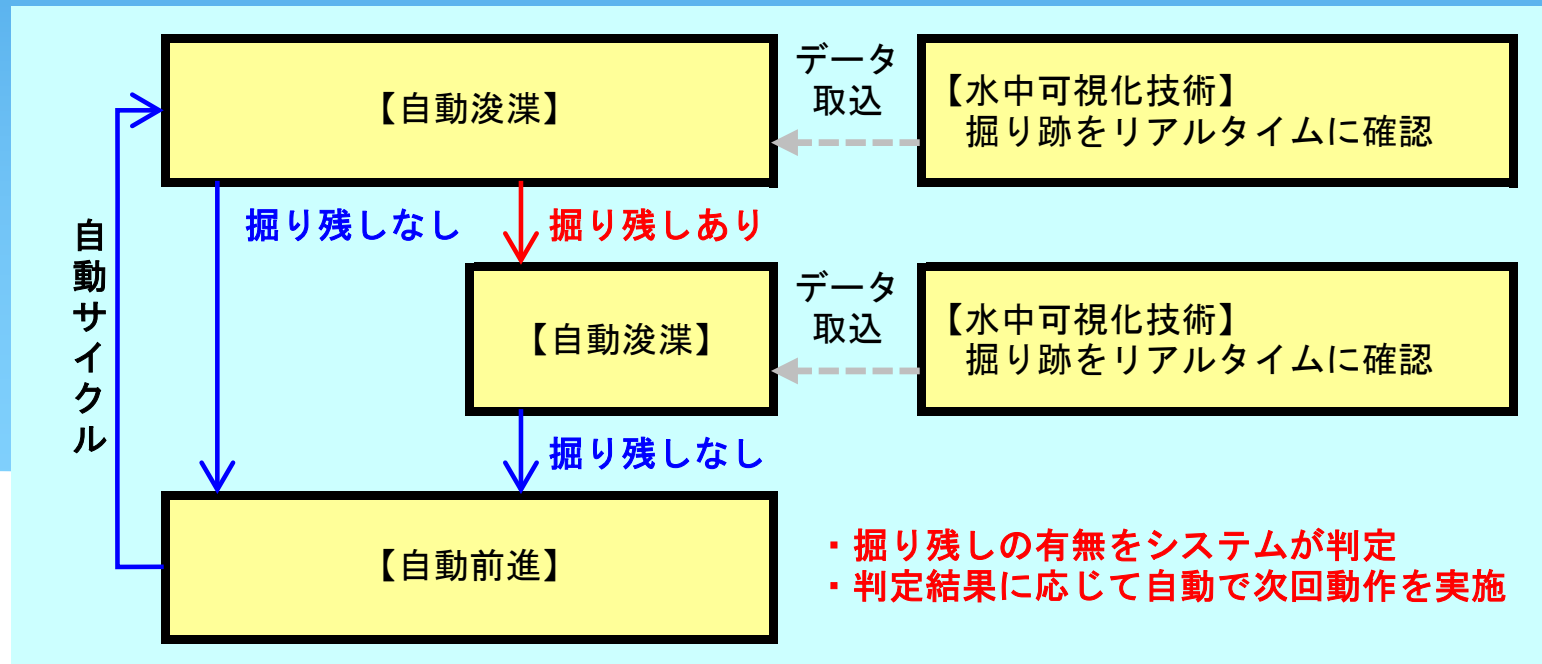 【自動浚渫】
データ
取込
【水中可視化技術】
掘り跡をリアルタイムに確認
自動サイクル
掘り残しなし
掘り残しあり
【自動浚渫】
データ
取込
【水中可視化技術】
掘り跡をリアルタイムに確認
掘り残しなし
【自動前進】
・掘り残しの有無をシステムが判定
・判定結果に応じて自動で次回動作を実施